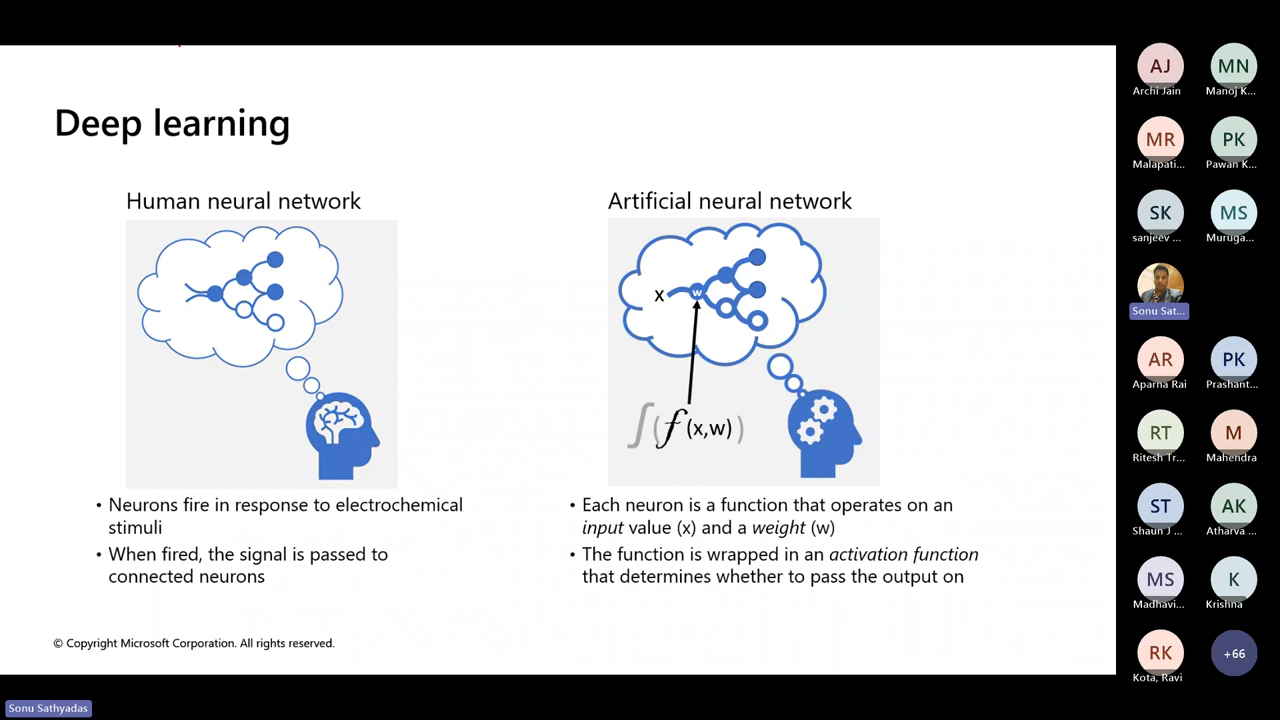 Deep learning
Human neural network
Artificial neural network
x
w
∫(f(x,w))
• Neurons fire in response to electrochemical
stimuli
• When fired, the signal is passed to
connected neurons
• Each neuron is a function that operates on an
input value (x) and a weight (w)
• The function is wrapped in an activation function
that determines whether to pass the output on
© Copyright Microsoft Corporation. All rights reserved.
Sonu Sathyadas
AJ
Archi Jain
MN
Manoj K...
MR
Malapati...
PK
Pawan K...
SK
sanjeev ...
MS
Muruga...
Sonu Sat...
AR
Aparna Rai
PK
Prashant...
RT
Ritesh Tr...
M
Mahendra
ST
Shaun J ...
AK
Atharva ...
MS
Madhavi...
K
Krishna
RK
Kota, Ravi
+66